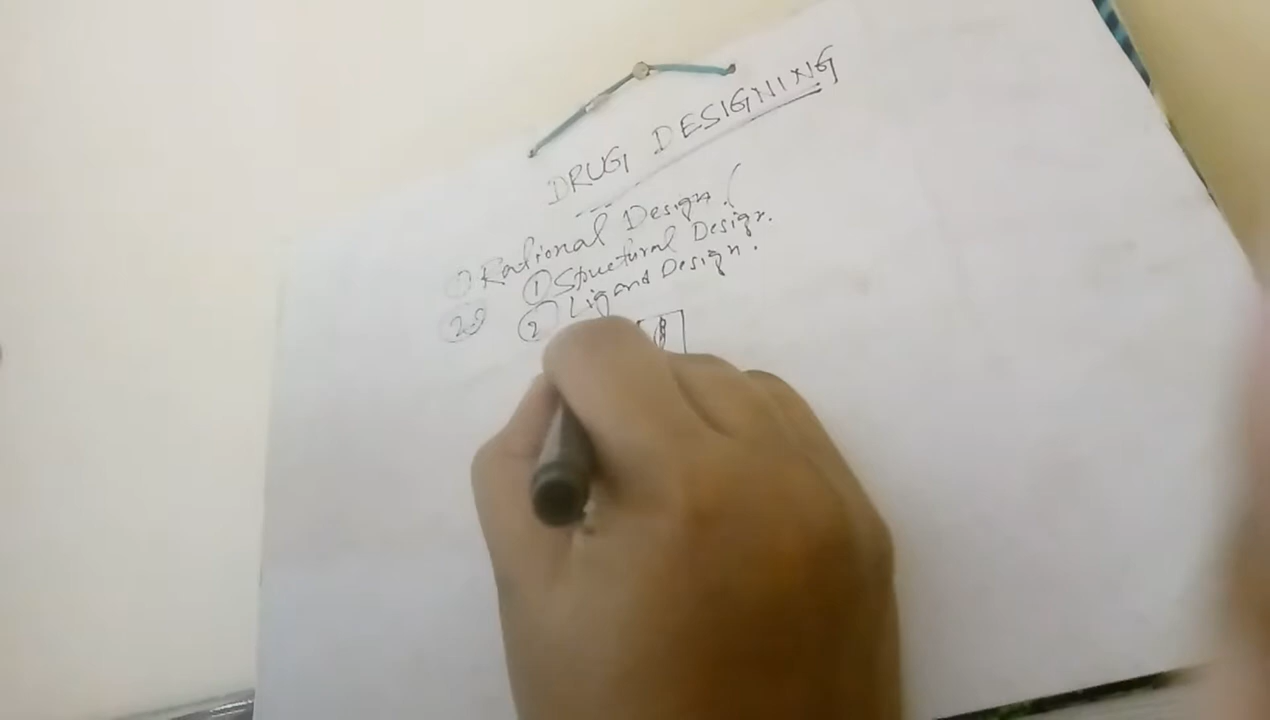 DRUG DESIGNING
① Rational Design. (
① Structural Design.
② Ligand Design.